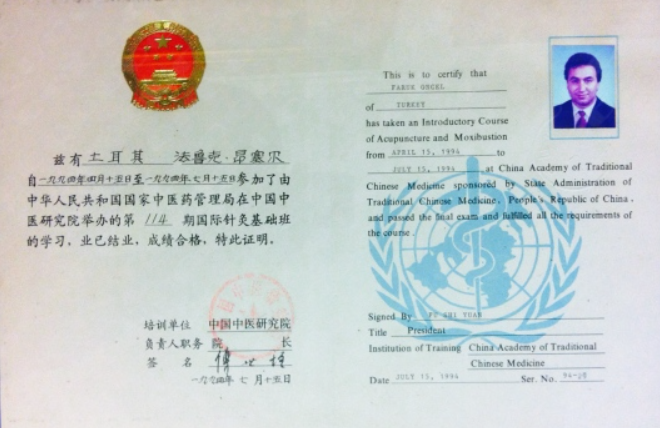 兹有 土耳其 法鲁克·昂塞尔
自一九九四年四月十五日至一九九四年七月十五日参加了由
中华人民共和国国家中医药管理局在中国中
医研究院举办的第 114 期国际针灸基础班
的学习，业已结业，成绩合格，特此证明。
培训单位 中国中医研究院
负责人职务 院 长
签 名
一九九四年 七 月十五日
This is to certify that
FARUK ONCEL
of TURKEY
has taken an Introductory Course
of Acupuncture and Moxibustion
from APRIL 15, 1994 to
JULY 15, 1994 at China Academy of Traditional
Chinese Medicine sponsored by State Administration of
Traditional Chinese Medicine, People's Republic of China,
and passed the final exam and fulfilled all the requirements of
the course.
Signed By FU SHI YUAN
Title President
Institution of Training China Academy of Traditional
Chinese Medicine
Date JULY 15, 1994 Ser. No.